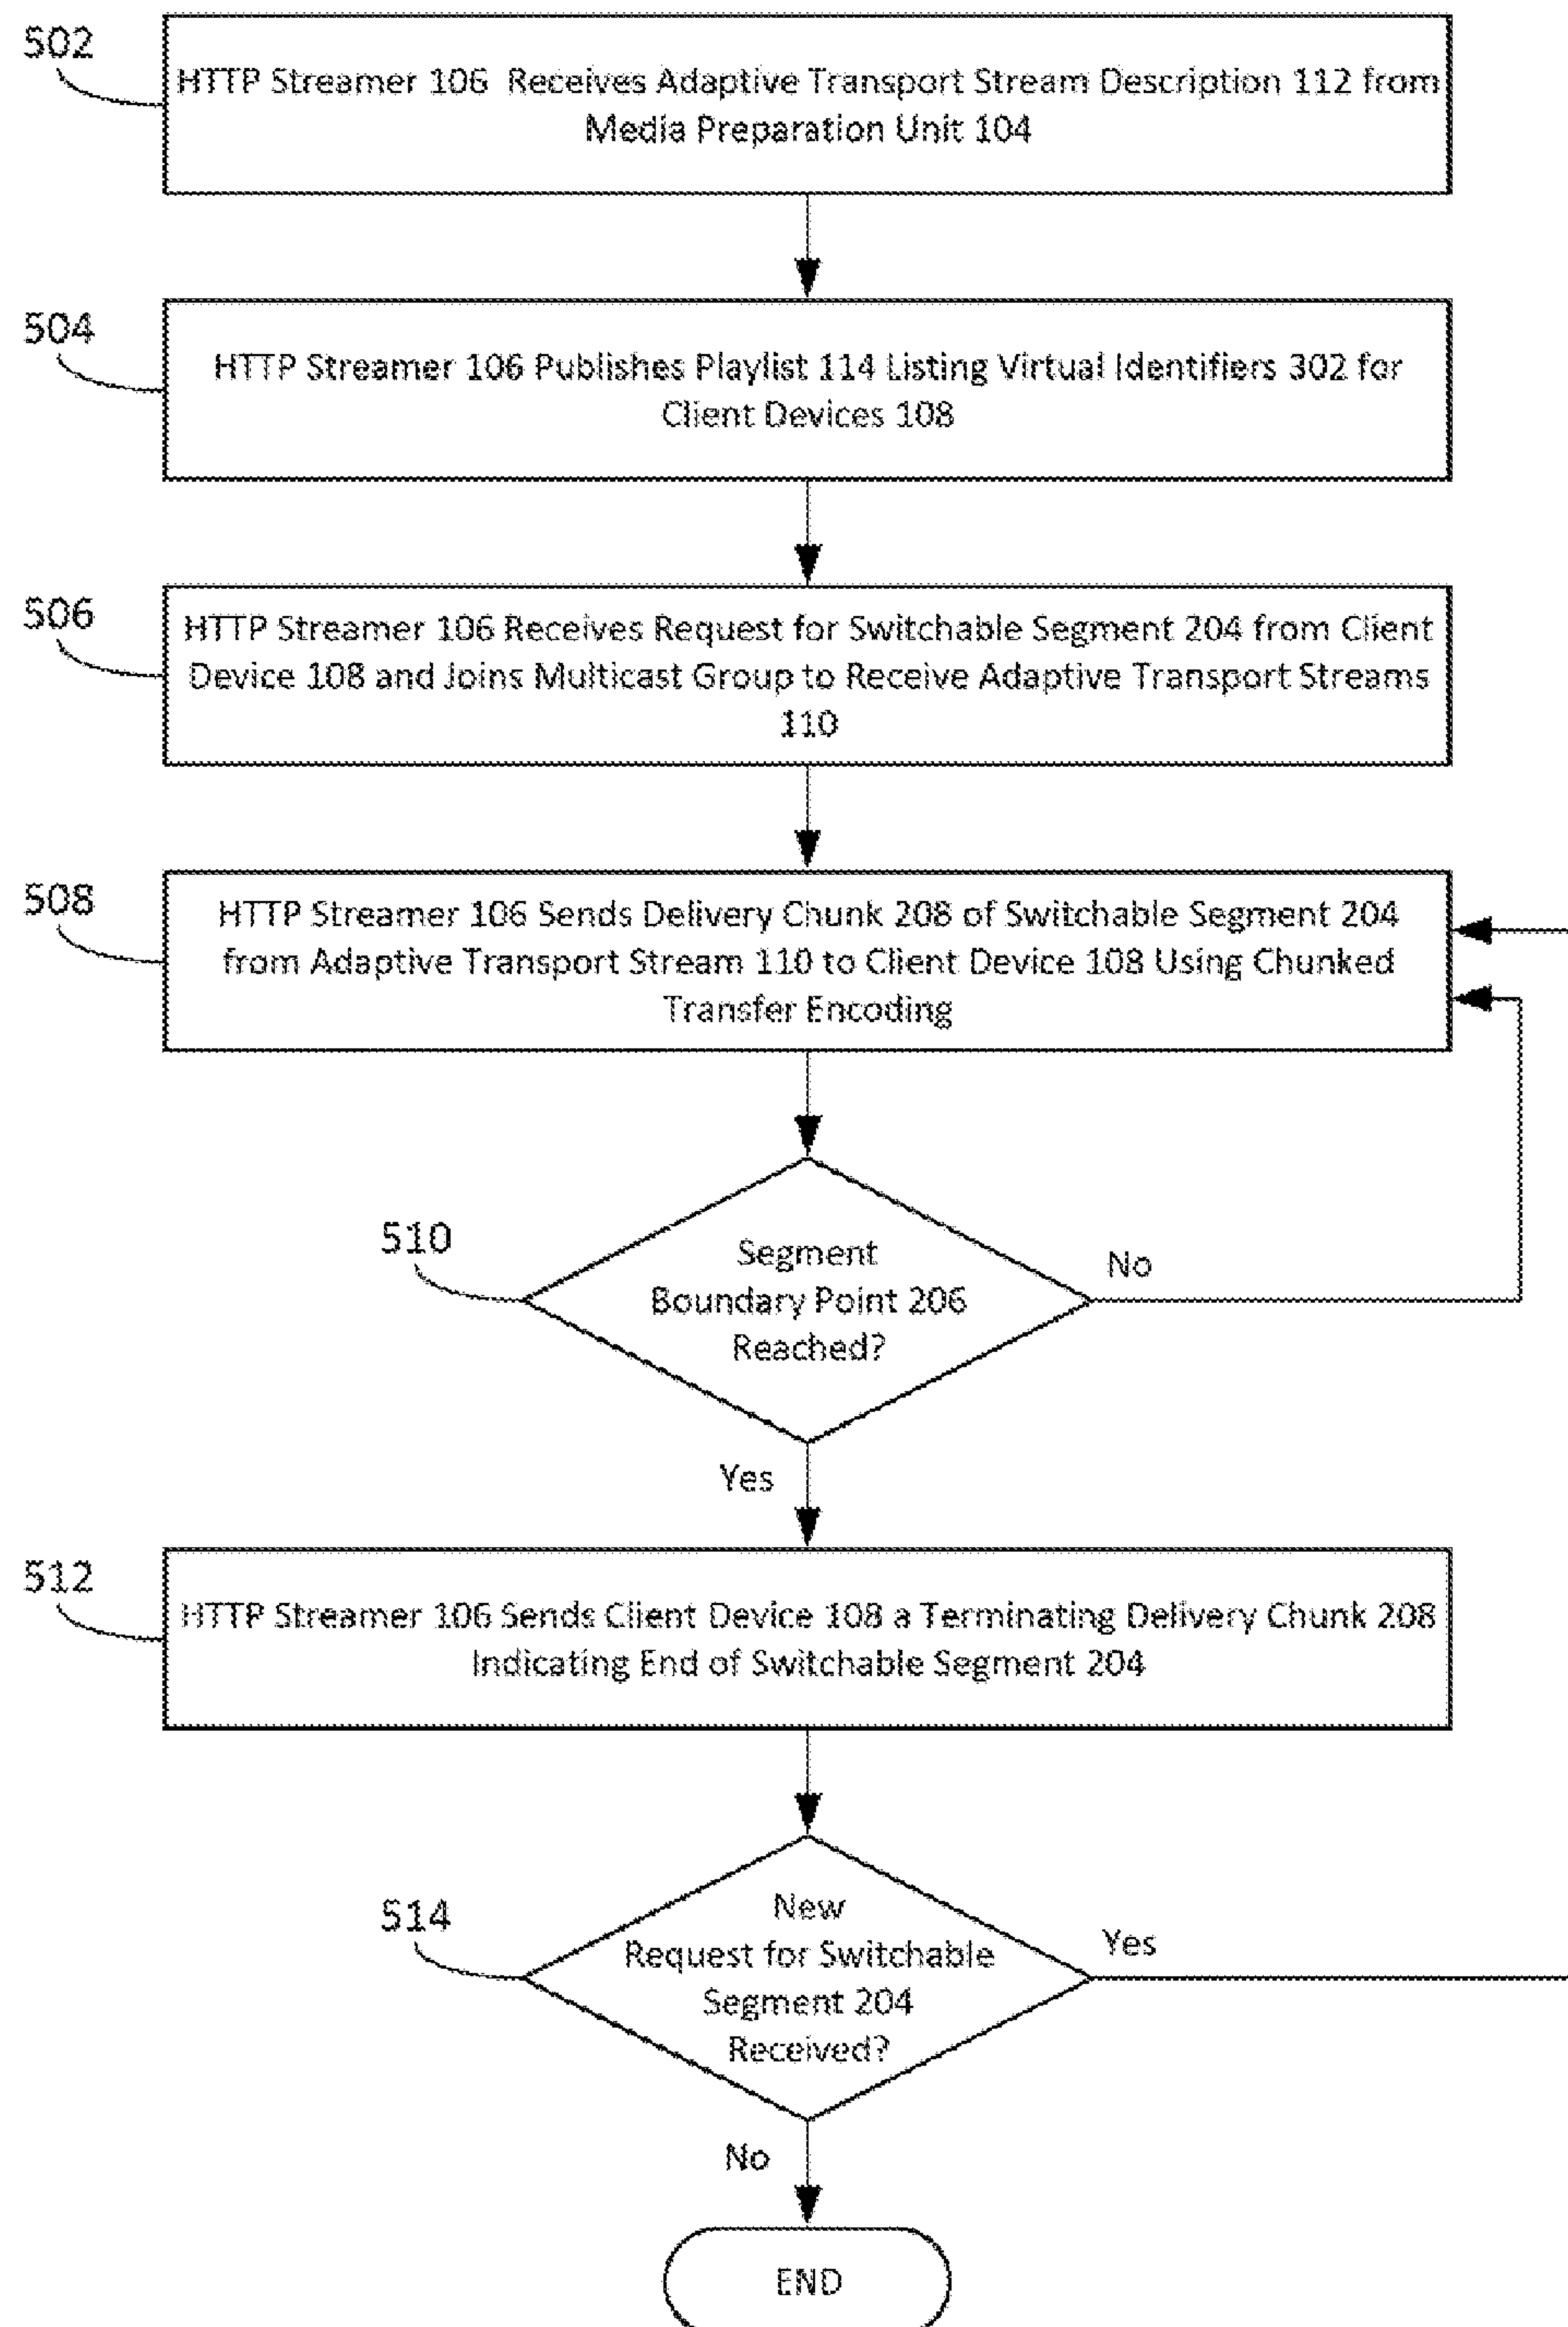 502
HTTP Streamer 106 Receives Adaptive Transport Stream Description 112 from
Media Preparation Unit 104
504
HTTP Streamer 106 Publishes Playlist 114 Listing Virtual Identifiers 302 for
Client Devices 108
506
HTTP Streamer 106 Receives Request for Switchable Segment 204 from Client
Device 108 and Joins Multicast Group to Receive Adaptive Transport Streams
110
508
HTTP Streamer 106 Sends Delivery Chunk 208 of Switchable Segment 204
from Adaptive Transport Stream 110 to Client Device 108 Using Chunked
Transfer Encoding
510
Segment
Boundary Point 206
Reached?
No
Yes
512
HTTP Streamer 106 Sends Client Device 108 a Terminating Delivery Chunk 208
Indicating End of Switchable Segment 204
514
New
Request for Switchable
Segment 204
Received?
Yes
No
END